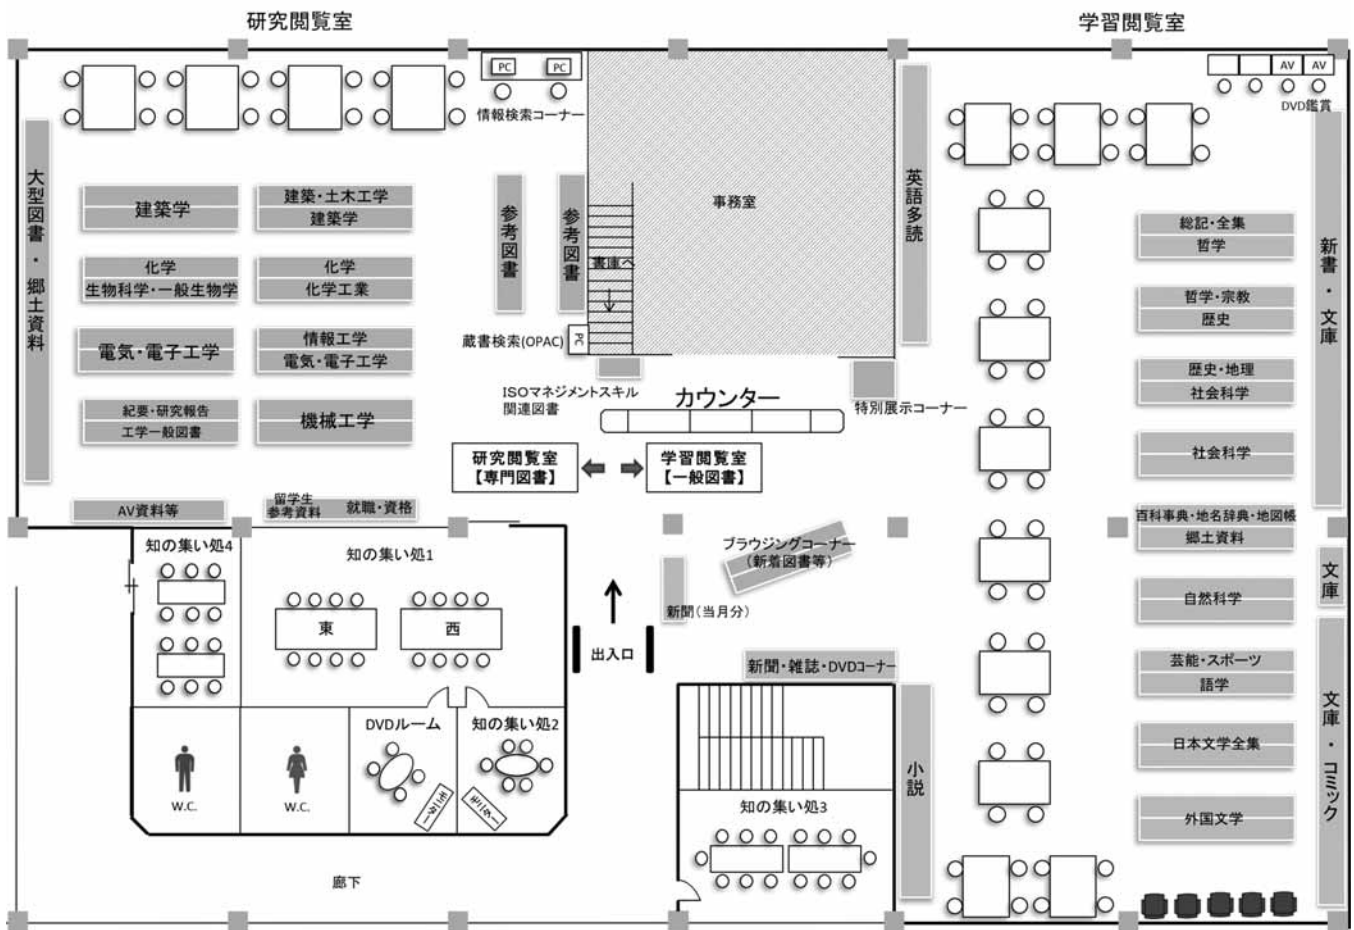 研究閲覧室
学習閲覧室
PC
PC
情報検索コーナー
AV
AV
DVD鑑賞
大型図書・郷土資料
建築学
建築・土木工学
建築学
化学
生物科学・一般生物学
化学
化学工業
電気・電子工学
情報工学
電気・電子工学
紀要・研究報告
工学一般図書
機械工学
参考図書
参考図書
書庫へ
事務室
蔵書検索(OPAC)
PC
ISOマネジメントスキル
関連図書
カウンター
特別展示コーナー
英語多読
研究閲覧室
【専門図書】
学習閲覧室
【一般図書】
総記・全集
哲学
哲学・宗教
歴史
歴史・地理
社会科学
社会科学
百科事典・地名辞典・地図帳
郷土資料
自然科学
芸能・スポーツ
語学
日本文学全集
外国文学
新書・文庫
文庫
文庫・コミック
AV資料等
留学生
参考資料
就職・資格
知の集い処4
知の集い処1
東
西
ブラウジングコーナー
(新着図書等)
新聞(当月分)
出入口
新聞・雑誌・DVDコーナー
DVDルーム
知の集い処2
モニター
モニター
W.C.
W.C.
小説
知の集い処3
廊下